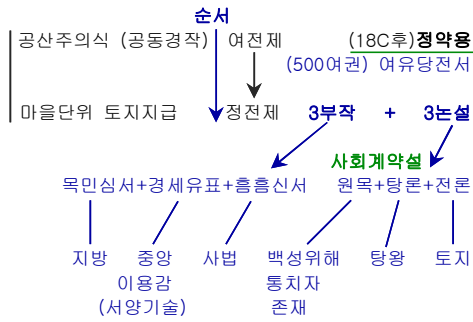 순서
공산주의식 (공동경작) 여전제 (18C후)정약용
(500여권) 여유당전서
마을단위 토지지급 정전제 3부작 + 3논설
사회계약설
목민심서+경세유표+흠흠신서 원목+탕론+전론
지방 중앙 사법 백성위해 탕왕 토지
이용감 통치자
(서양기술) 존재